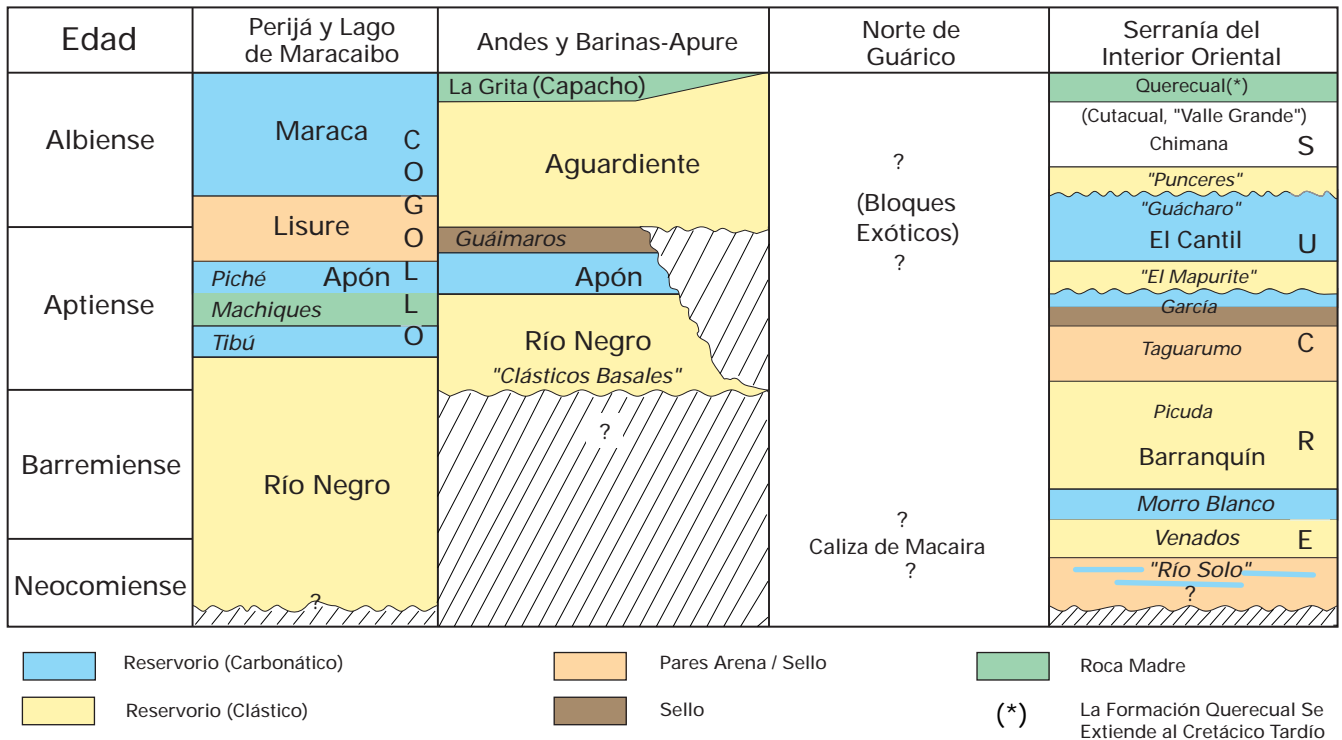 Edad
Perijá y Lago
de Maracaibo
Andes y Barinas-Apure
Norte de
Guárico
Serranía del
Interior Oriental
Albiense
Aptiense
Barremiense
Neocomiense
Maraca
Lisure
Piché
Apón
Machiques
Tibú
COGOLLO
Río Negro
?
La Grita (Capacho)
Aguardiente
Guáimaros
Apón
Río Negro
"Clásticos Basales"
?
?
(Bloques
Exóticos)
?
?
Caliza de Macaira
?
Querecual(*)
(Cutacual, "Valle Grande")
Chimana
"Punceres"
"Guácharo"
El Cantil
"El Mapurite"
García
Taguarumo
Picuda
Barranquín
Morro Blanco
Venados
"Río Solo"
?
SUCRE
Reservorio (Carbonático)
Pares Arena / Sello
Roca Madre
Reservorio (Clástico)
Sello
(*)
La Formación Querecual Se
Extiende al Cretácico Tardío